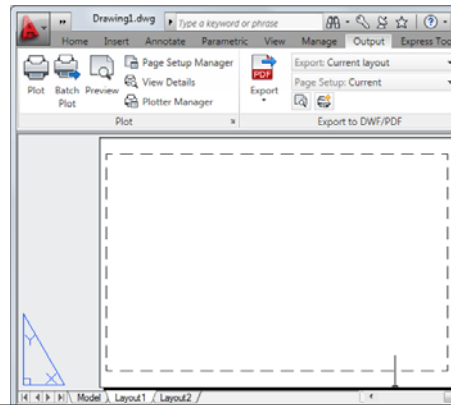 Drawing1.dwg Type a keyword or phrase
Home Insert Annotate Parametric View Manage Output Express Too
Plot Batch Plot Preview
Page Setup Manager
View Details
Plotter Manager
Export
PDF
Export: Current layout
Page Setup: Current
Plot Export to DWF/PDF
Y
X
Model Layout1 Layout2